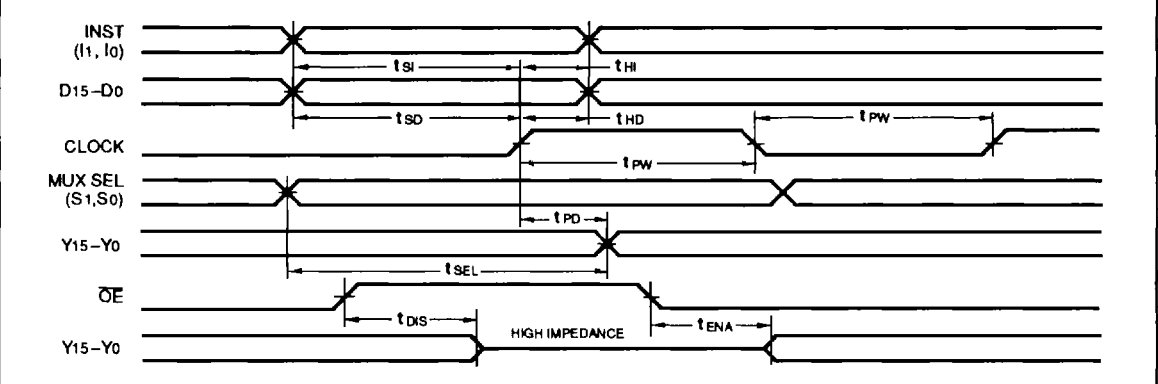 INST
(I1, I0)
tSI
tHI
D15–D0
tSD
tHD
tPW
CLOCK
tPW
MUX SEL
(S1,S0)
tPD
Y15–Y0
tSEL
OE
tDIS
HIGH IMPEDANCE
tENA
Y15–Y0